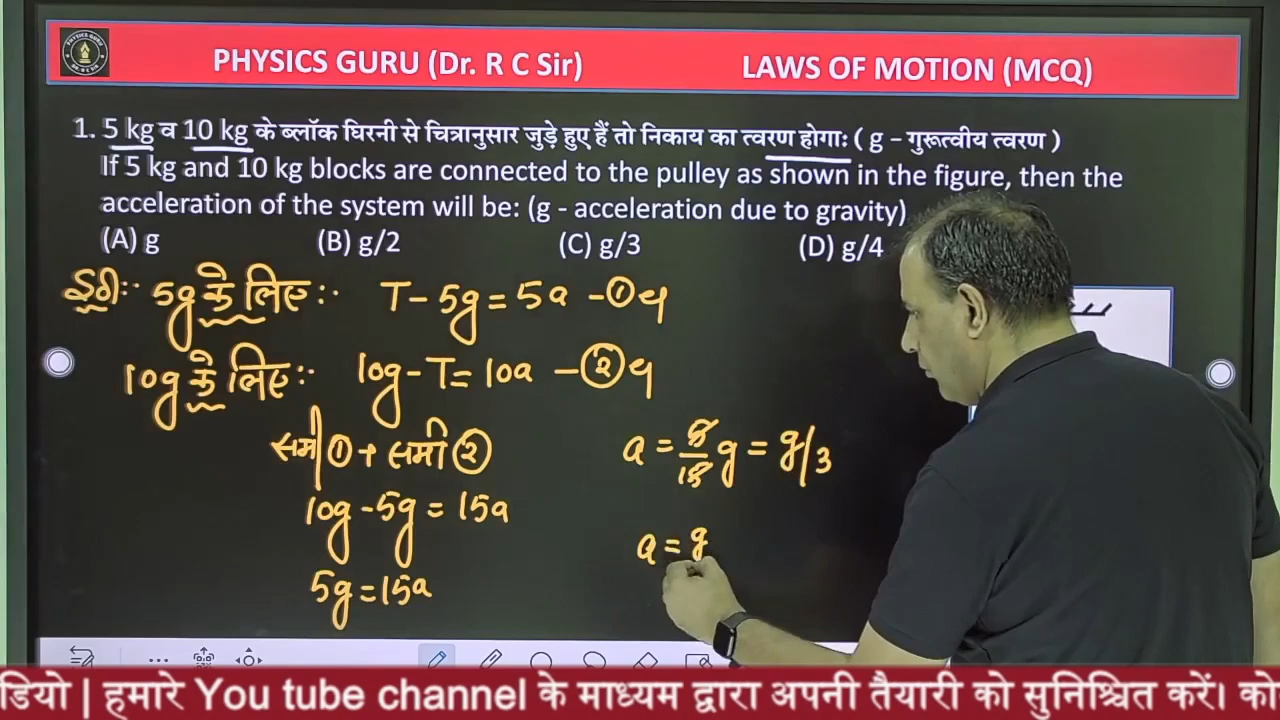 PHYSICS GURU (Dr. R C Sir) LAWS OF MOTION (MCQ)
1. 5 kg व 10 kg के ब्लॉक घिरनी से चित्रानुसार जुड़े हुए हैं तो निकाय का त्वरण होगाः ( g – गुरूत्वीय त्वरण )
If 5 kg and 10 kg blocks are connected to the pulley as shown in the figure, then the
acceleration of the system will be: (g - acceleration due to gravity)
(A) g (B) g/2 (C) g/3 (D) g/4
हलः 5g के लिए:- T - 5g = 5a - ① से
10g के लिए:- 10g - T = 10a - ② से
समी ① + समी ②
10g - 5g = 15a
5g = 15a
a = 5/15 g = g/3
a = g
डियो | हमारे You tube channel के माध्यम द्वारा अपनी तैयारी को सुनिश्चित करें। को